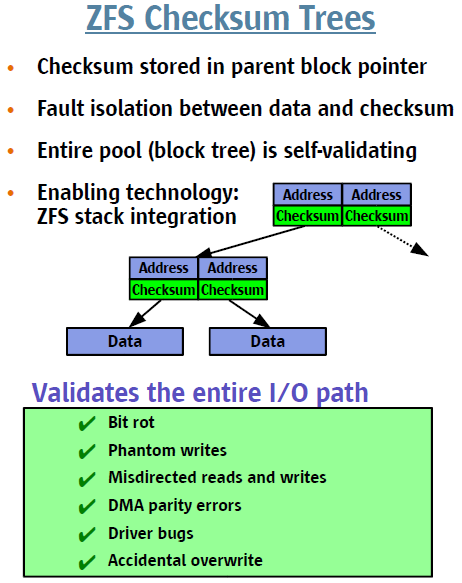 ZFS Checksum Trees
• Checksum stored in parent block pointer
• Fault isolation between data and checksum
• Entire pool (block tree) is self-validating
• Enabling technology:
ZFS stack integration
Address Address
Checksum Checksum
Address Address
Checksum Checksum
Data Data
Validates the entire I/O path
✔ Bit rot
✔ Phantom writes
✔ Misdirected reads and writes
✔ DMA parity errors
✔ Driver bugs
✔ Accidental overwrite